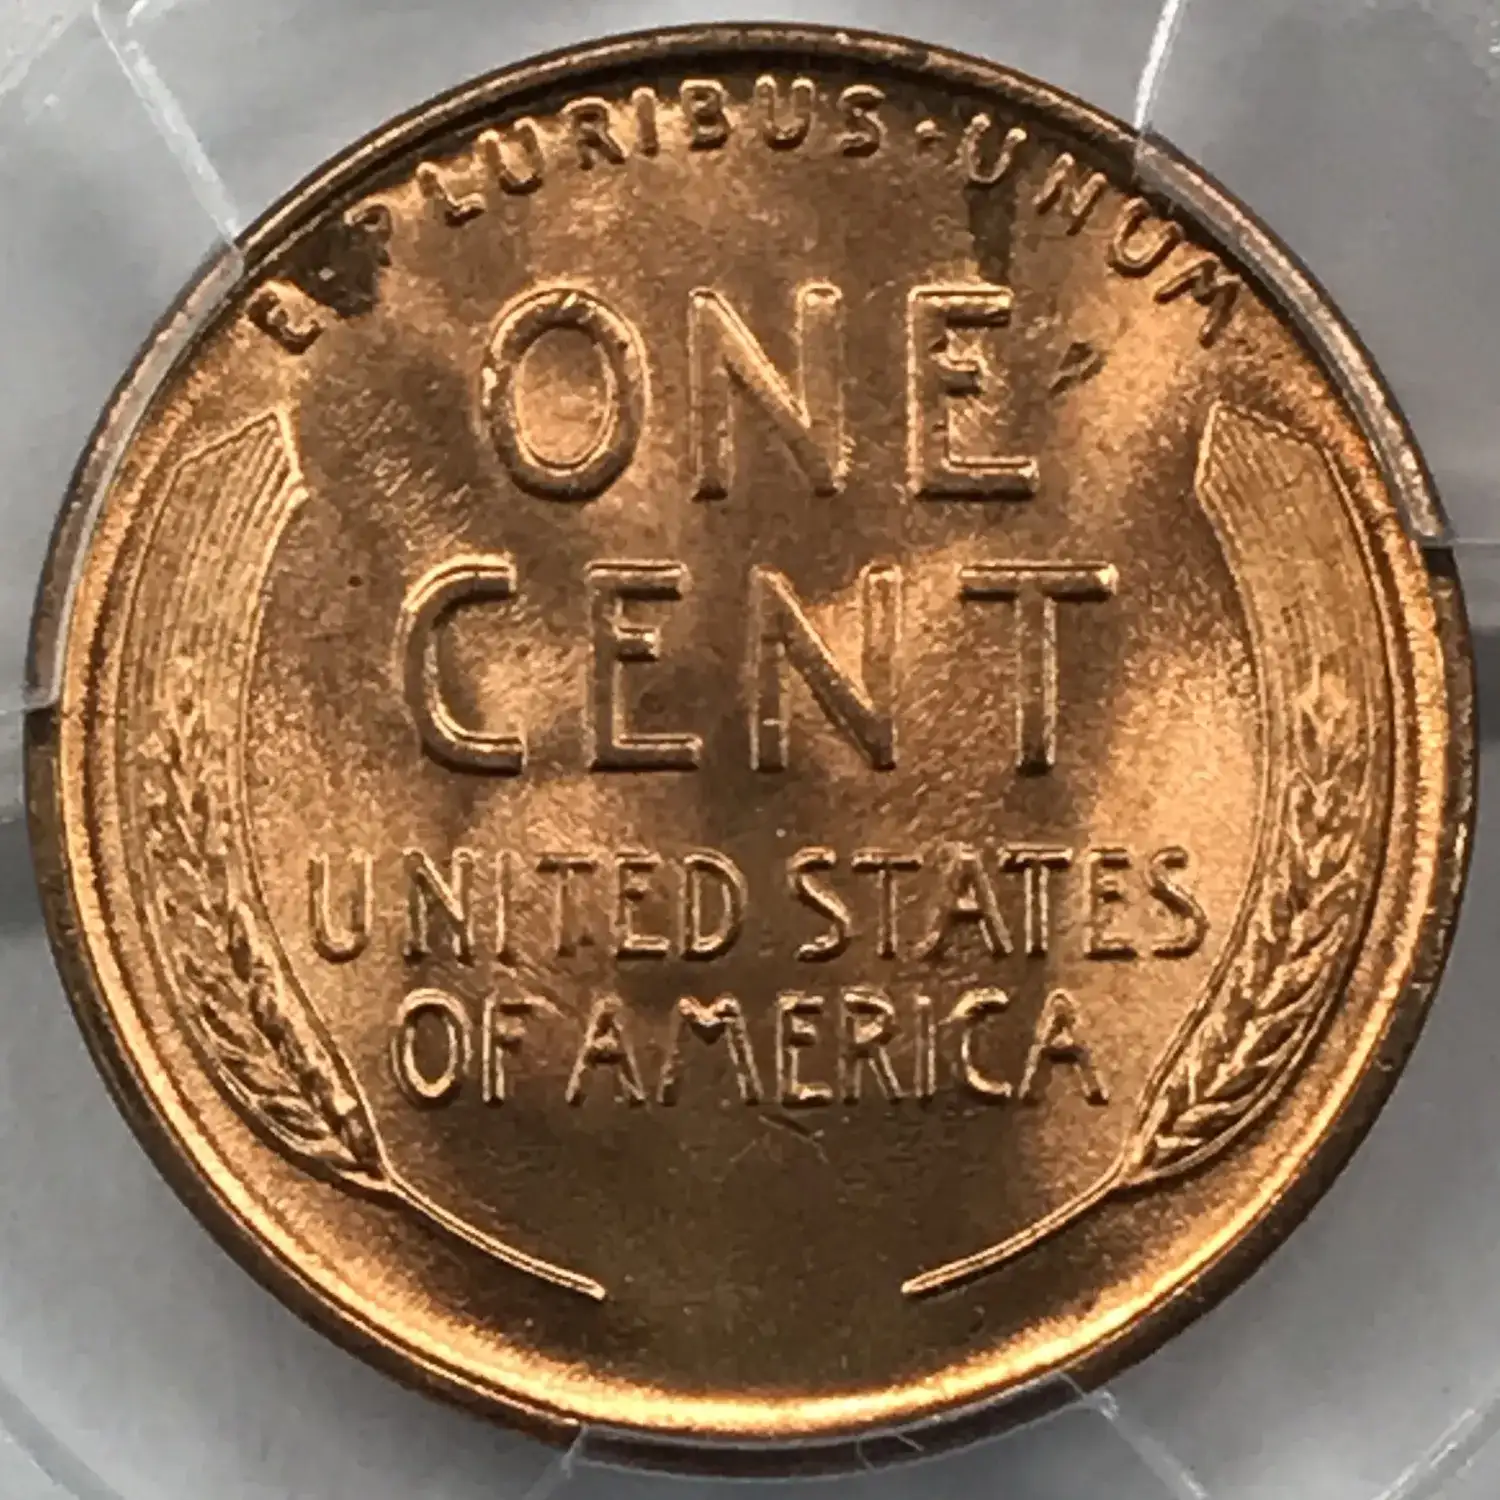 E · PLURIBUS · UNUM
ONE
CENT
UNITED STATES
OF AMERICA